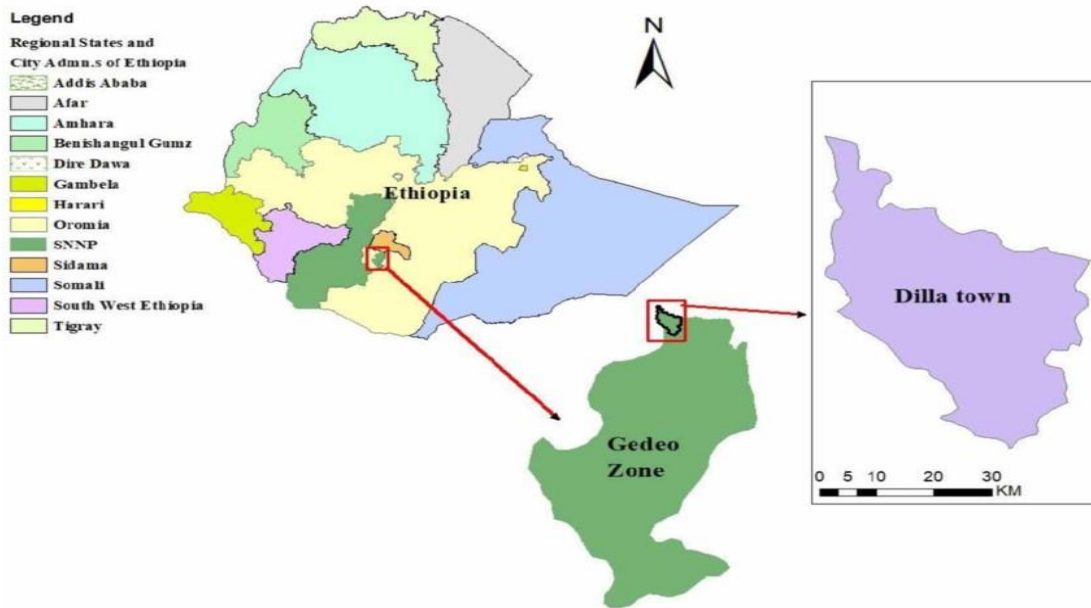 Legend
Regional States and
City Admn.s of Ethiopia
Addis Ababa
Afar
Amhara
Benishangul Gumz
Dire Dawa
Gambela
Harari
Oromia
SNNP
Sidama
Somali
South West Ethiopia
Tigray
N
Ethiopia
Gedeo
Zone
Dilla town
0 5 10 20 30
KM